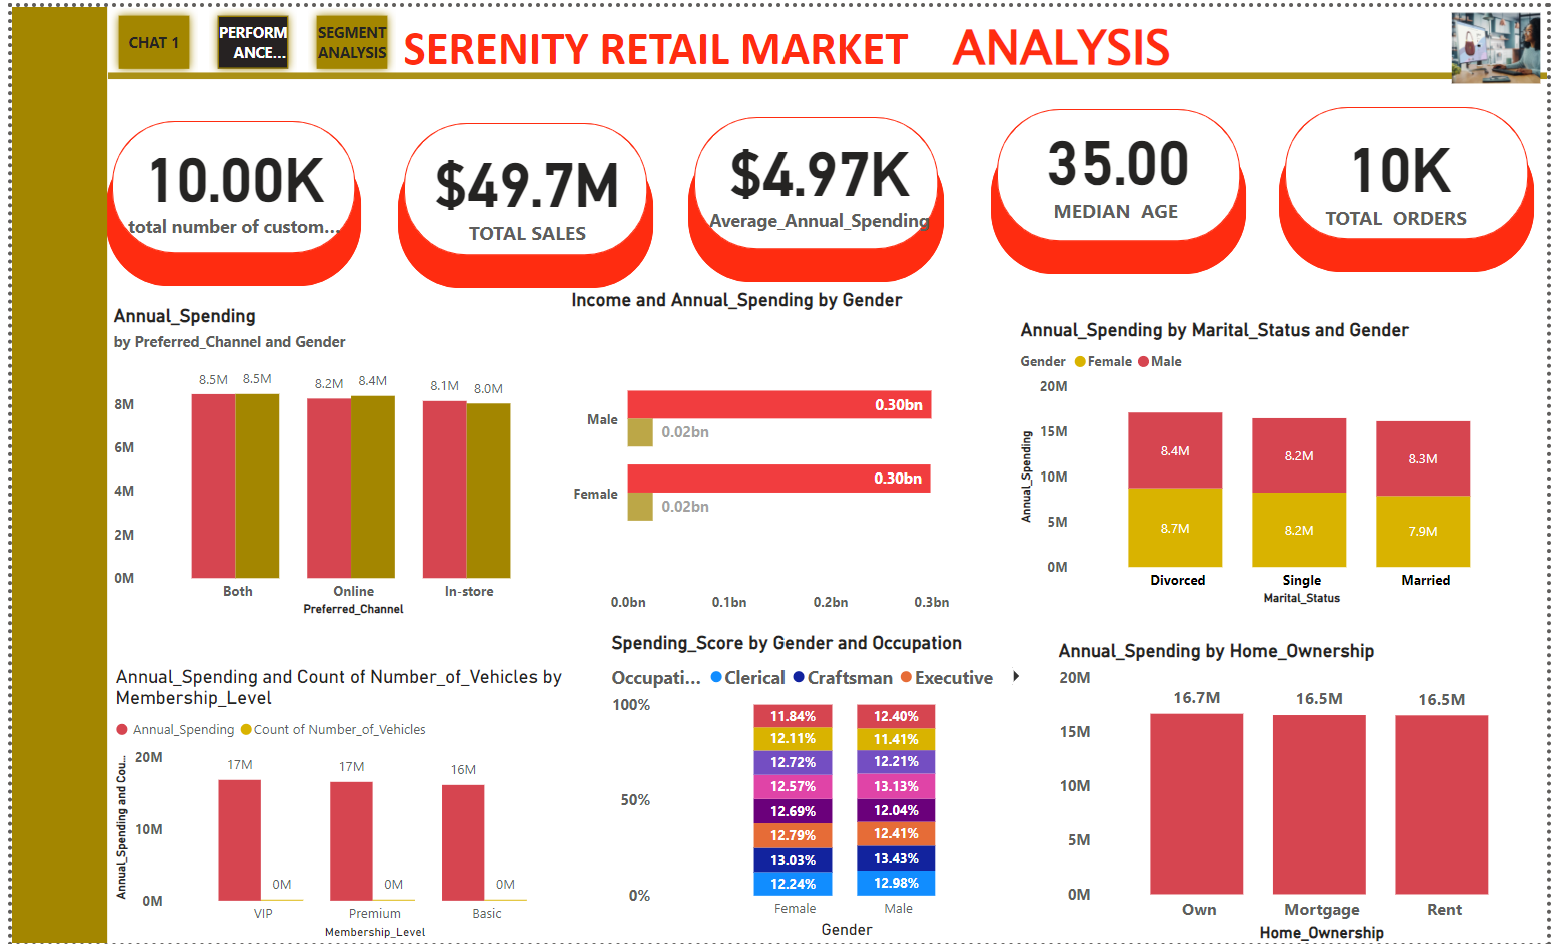 CHAT 1
PERFORM
ANCE...
SEGMENT
ANALYSIS
SERENITY RETAIL MARKET ANALYSIS
10.00K
total number of custom...
$49.7M
TOTAL SALES
$4.97K
Average_Annual_Spending
35.00
MEDIAN AGE
10K
TOTAL ORDERS
Annual_Spending
by Preferred_Channel and Gender
8M
6M
4M
2M
0M
8.5M 8.5M
8.2M 8.4M
8.1M 8.0M
Both Online In-store
Preferred_Channel
Income and Annual_Spending by Gender
Male
0.30bn
0.02bn
Female
0.30bn
0.02bn
0.0bn 0.1bn 0.2bn 0.3bn
Annual_Spending by Marital_Status and Gender
Gender Female Male
Annual_Spending
20M
15M
10M
5M
0M
8.4M 8.2M 8.3M
8.7M 8.2M 7.9M
Divorced Single Married
Marital_Status
Annual_Spending and Count of Number_of_Vehicles by
Membership_Level
Annual_Spending Count of Number_of_Vehicles
Annual_Spending and Cou...
20M
10M
0M
17M 0M
17M 0M
16M 0M
VIP Premium Basic
Membership_Level
Spending_Score by Gender and Occupation
Occupati... Clerical Craftsman Executive
100%
50%
0%
11.84% 12.40%
12.11% 11.41%
12.72% 12.21%
12.57% 13.13%
12.69% 12.04%
12.79% 12.41%
13.03% 13.43%
12.24% 12.98%
Female Male
Gender
Annual_Spending by Home_Ownership
20M
15M
10M
5M
0M
16.7M 16.5M 16.5M
Own Mortgage Rent
Home_Ownership